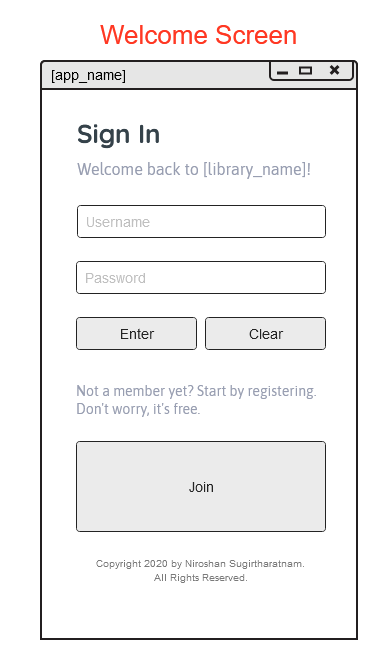 Welcome Screen
[app_name]
Sign In
Welcome back to [library_name]!
Username
Password
Enter Clear
Not a member yet? Start by registering.
Don't worry, it's free.
Join
Copyright 2020 by Niroshan Sugirtharatnam.
All Rights Reserved.